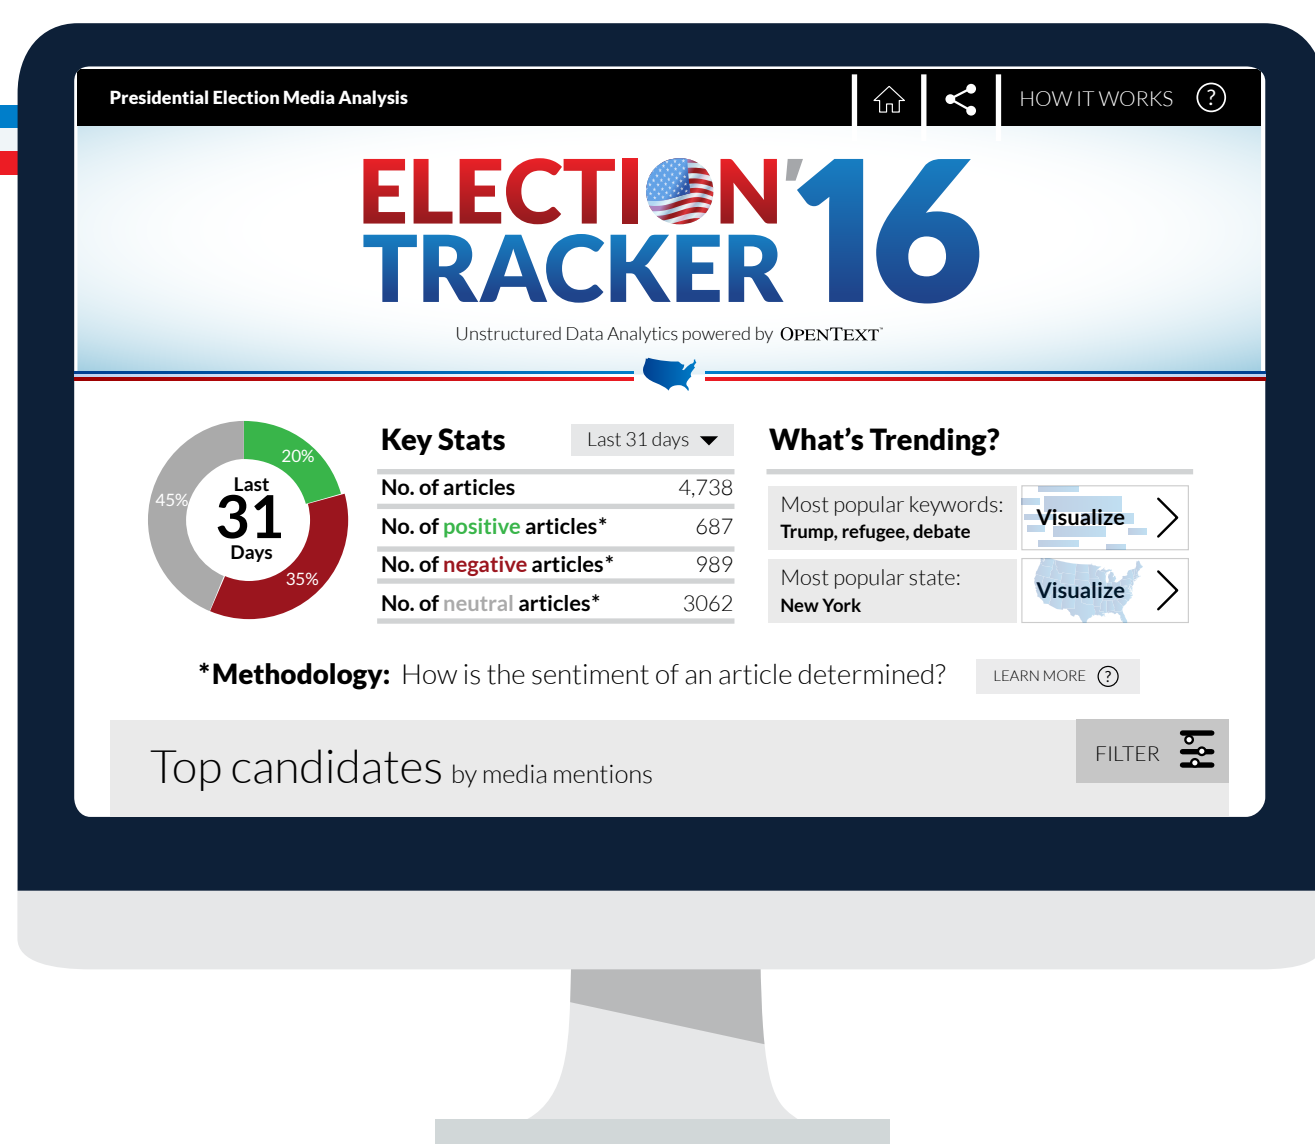 Presidential Election Media Analysis
HOW IT WORKS ?
ELECTION '16
TRACKER
Unstructured Data Analytics powered by OPENTEXT™
20%
45%
35%
Last
31
Days
Key Stats
Last 31 days
No. of articles 4,738
No. of positive articles* 687
No. of negative articles* 989
No. of neutral articles* 3062
What's Trending?
Most popular keywords:
Trump, refugee, debate
Visualize
Most popular state:
New York
Visualize
*Methodology: How is the sentiment of an article determined?
LEARN MORE ?
Top candidates by media mentions
FILTER